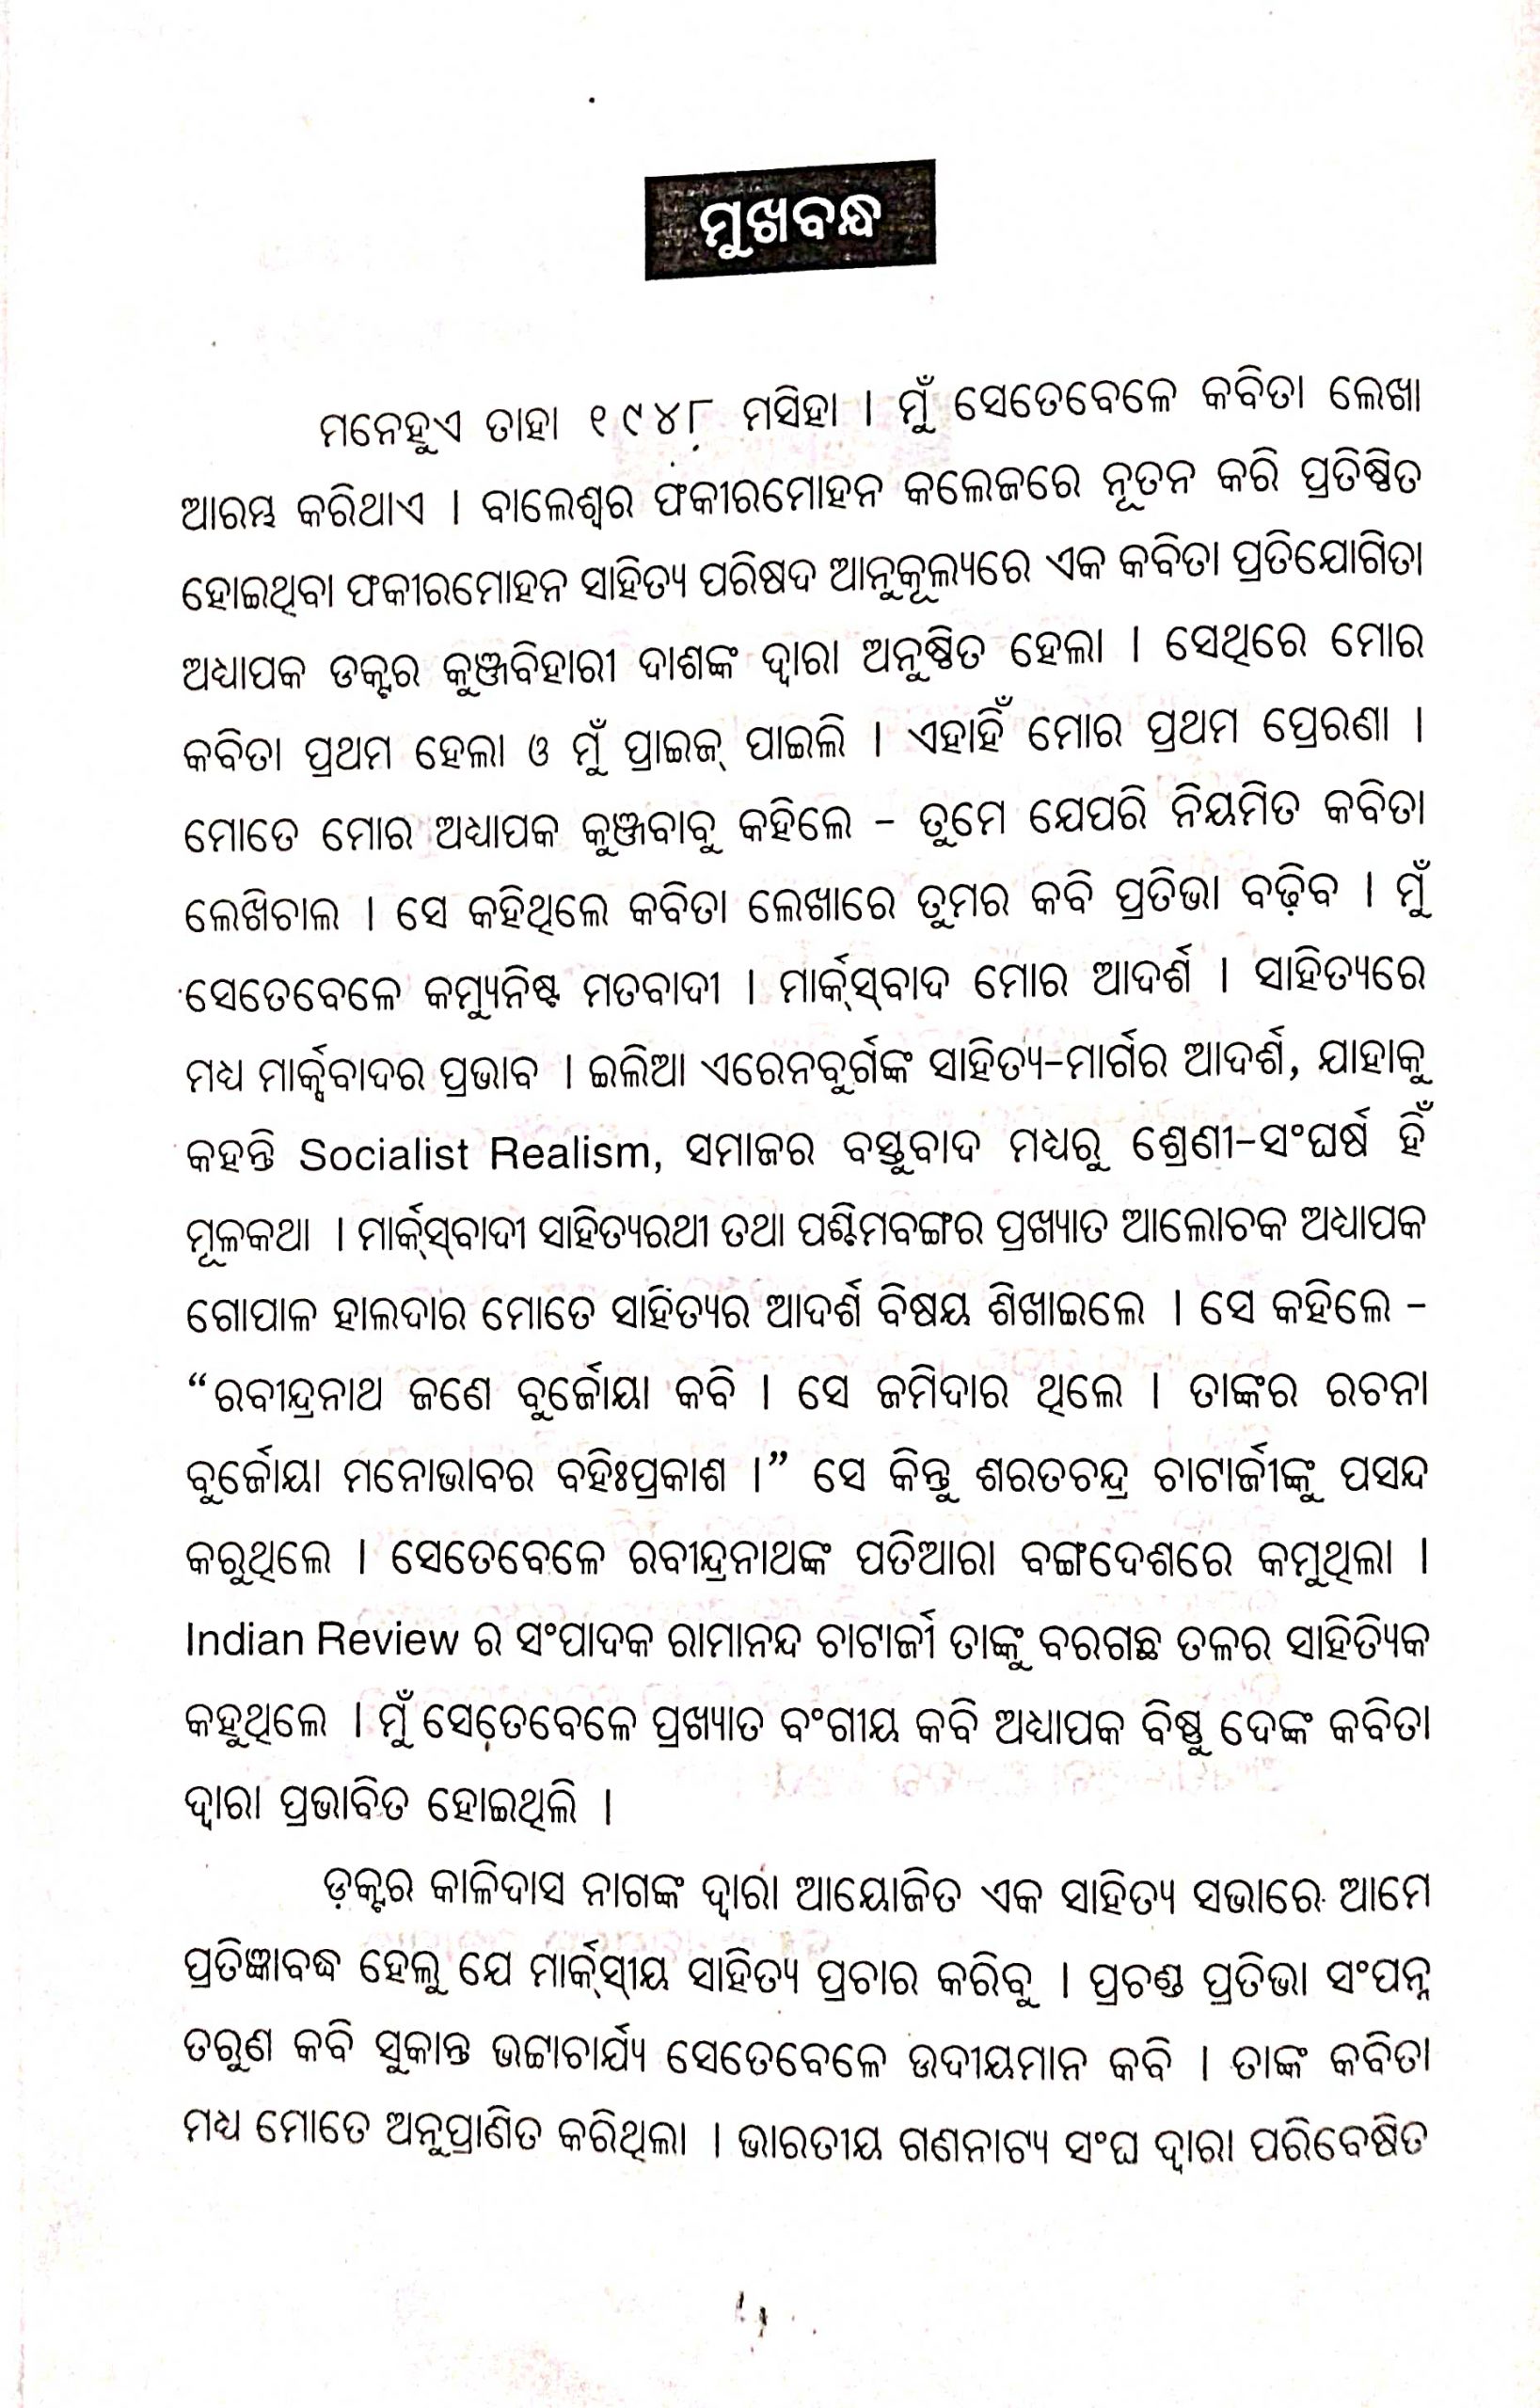 ମୁଖବନ୍ଧ
ମନେହୁଏ ତାହା ୧୯୪୮ ମସିହା । ମୁଁ ସେତେବେଳେ କବିତା ଲେଖା
ଆରମ୍ଭ କରିଥାଏ । ବାଲେଶ୍ୱର ଫକୀରମୋହନ କଲେଜରେ ନୂତନ କରି ପ୍ରତିଷ୍ଠିତ
ହୋଇଥିବା ଫକୀରମୋହନ ସାହିତ୍ୟ ପରିଷଦ ଆନୁକୂଲ୍ୟରେ ଏକ କବିତା ପ୍ରତିଯୋଗିତା
ଅଧ୍ୟାପକ ଡକ୍ଟର କୁଞ୍ଜବିହାରୀ ଦାଶଙ୍କ ଦ୍ୱାରା ଅନୁଷ୍ଠିତ ହେଲା । ସେଥିରେ ମୋର
କବିତା ପ୍ରଥମ ହେଲା ଓ ମୁଁ ପ୍ରାଇଜ୍ ପାଇଲି । ଏହାହିଁ ମୋର ପ୍ରଥମ ପ୍ରେରଣା ।
ମୋତେ ମୋର ଅଧ୍ୟାପକ କୁଞ୍ଜବାବୁ କହିଲେ – ତୁମେ ଯେପରି ନିୟମିତ କବିତା
ଲେଖିଚାଲ । ସେ କହିଥିଲେ କବିତା ଲେଖାରେ ତୁମର କବି ପ୍ରତିଭା ବଢ଼ିବ । ମୁଁ
ସେତେବେଳେ କମ୍ୟୁନିଷ୍ଟ ମତବାଦୀ । ମାର୍କ୍ସ୍‌ବାଦ ମୋର ଆଦର୍ଶ । ସାହିତ୍ୟରେ
ମଧ୍ୟ ମାର୍କ୍ସବାଦର ପ୍ରଭାବ । ଇଲିଆ ଏରେନବୁର୍ଗଙ୍କ ସାହିତ୍ୟ-ମାର୍ଗର ଆଦର୍ଶ, ଯାହାକୁ
କହନ୍ତି Socialist Realism, ସମାଜର ବସ୍ତୁବାଦ ମଧ୍ୟରୁ ଶ୍ରେଣୀ-ସଂଘର୍ଷ ହିଁ
ମୂଳକଥା । ମାର୍କ୍ସ୍‌ବାଦୀ ସାହିତ୍ୟରଥୀ ତଥା ପଶ୍ଚିମବଙ୍ଗର ପ୍ରଖ୍ୟାତ ଆଲୋଚକ ଅଧ୍ୟାପକ
ଗୋପାଳ ହାଲଦାର ମୋତେ ସାହିତ୍ୟର ଆଦର୍ଶ ବିଷୟ ଶିଖାଇଲେ । ସେ କହିଲେ –
“ରବୀନ୍ଦ୍ରନାଥ ଜଣେ ବୁର୍ଜୋୟା କବି । ସେ ଜମିଦାର ଥିଲେ । ତାଙ୍କର ରଚନା
ବୁର୍ଜୋୟା ମନୋଭାବର ବହିଃପ୍ରକାଶ ।” ସେ କିନ୍ତୁ ଶରତଚନ୍ଦ୍ର ଚାଟାର୍ଜୀଙ୍କୁ ପସନ୍ଦ
କରୁଥିଲେ । ସେତେବେଳେ ରବୀନ୍ଦ୍ରନାଥଙ୍କ ପତିଆରା ବଙ୍ଗଦେଶରେ କମୁଥିଲା ।
Indian Review ର ସଂପାଦକ ରାମାନନ୍ଦ ଚାଟାର୍ଜୀ ତାଙ୍କୁ ବରଗଛ ତଳର ସାହିତ୍ୟିକ
କହୁଥିଲେ । ମୁଁ ସେତେବେଳେ ପ୍ରଖ୍ୟାତ ବଂଗୀୟ କବି ଅଧ୍ୟାପକ ବିଷ୍ଣୁ ଦେଙ୍କ କବିତା
ଦ୍ୱାରା ପ୍ରଭାବିତ ହୋଇଥିଲି ।
ଡ଼କ୍ଟର କାଳିଦାସ ନାଗଙ୍କ ଦ୍ୱାରା ଆୟୋଜିତ ଏକ ସାହିତ୍ୟ ସଭାରେ ଆମେ
ପ୍ରତିଜ୍ଞାବଦ୍ଧ ହେଲୁ ଯେ ମାର୍କ୍ସୀୟ ସାହିତ୍ୟ ପ୍ରଚାର କରିବୁ । ପ୍ରଚଣ୍ଡ ପ୍ରତିଭା ସଂପନ୍ନ
ତରୁଣ କବି ସୁକାନ୍ତ ଭଟ୍ଟାଚାର୍ଯ୍ୟ ସେତେବେଳେ ଉଦୀୟମାନ କବି । ତାଙ୍କ କବିତା
ମଧ୍ୟ ମୋତେ ଅନୁପ୍ରାଣିତ କରିଥିଲା । ଭାରତୀୟ ଗଣନାଟ୍ୟ ସଂଘ ଦ୍ୱାରା ପରିବେଷିତ